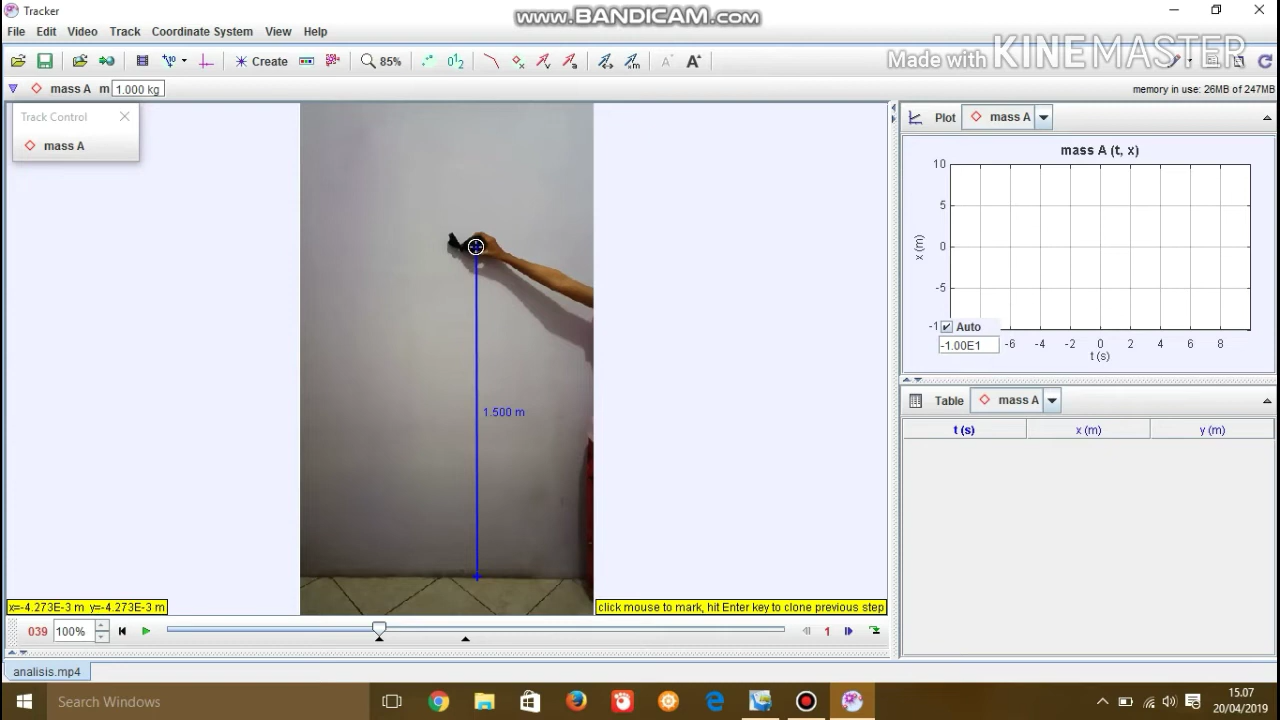 Tracker
www.BANDICAM.com
File Edit Video Track Coordinate System View Help
Create 85%
Made with KINEMASTER
mass A m 1.000 kg
memory in use: 26MB of 247MB
Track Control
mass A
Plot mass A
mass A (t, x)
10
5
0
-5
-1
x (m)
Auto
-1.00E1
-6 -4 -2 0 2 4 6 8
t (s)
1.500 m
Table mass A
t (s) x (m) y (m)
x=-4.273E-3 m y=-4.273E-3 m
click mouse to mark, hit Enter key to clone previous step
039 100% 1
analisis.mp4
Search Windows
15.07
20/04/2019